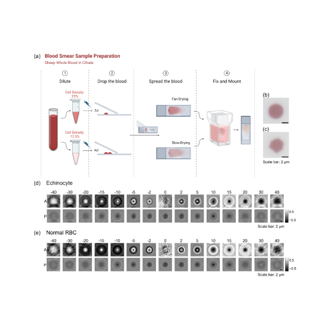 (a) Blood Smear Sample Preparation
Sheep Whole Blood in Citrate
1 2 3 4
Dilute Drop the blood Spread the blood Fix and Mount
Cell Density
Fan-Drying
(b)
Cell Density
12.5%
Slow-Drying
(c)
Scale bar: 2 μm
(d) Echinocyte
-40 -30 -20 -15 -10 -5 -2 0 2 5 10 15 20 30 40
A
P
Scale bar: 2 μm
(e) Normal RBC
-40 -30 -20 -15 -10 -5 -2 0 2 5 10 15 20 30 40
A
P
Scale bar: 2 μm